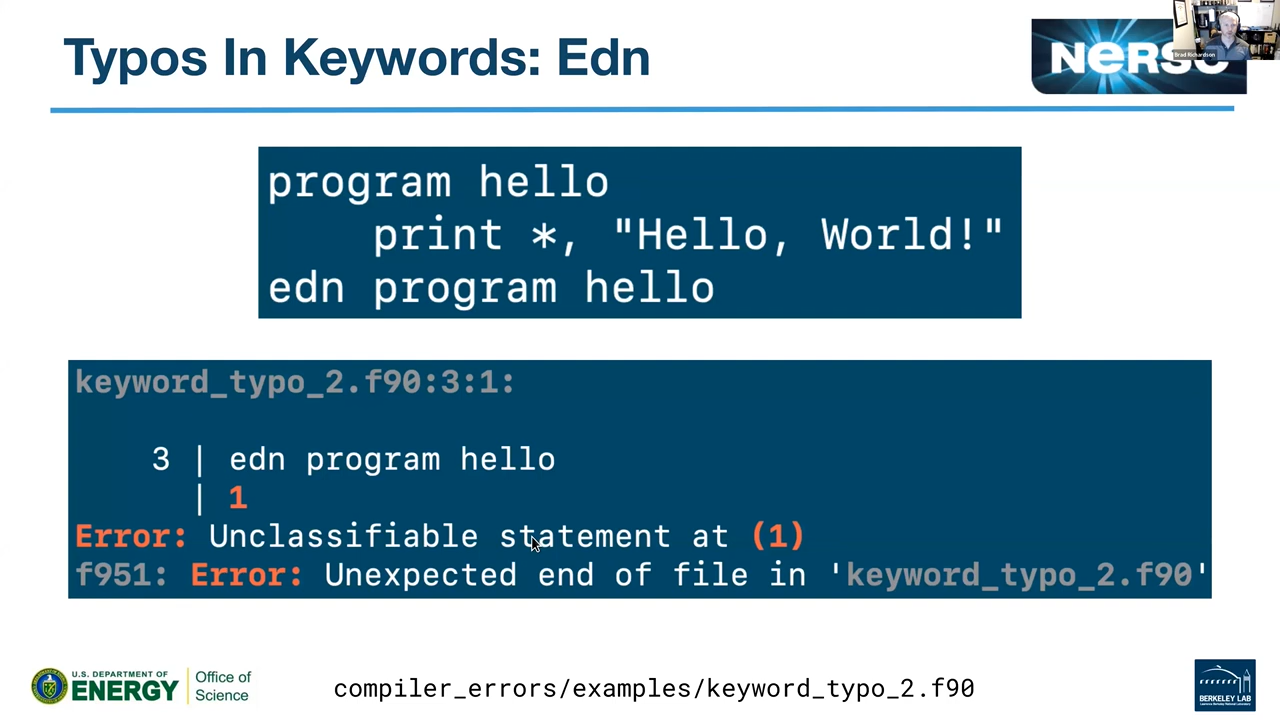 Typos In Keywords: Edn
NERSC
Brad Richardson
program hello
    print *, "Hello, World!"
edn program hello
keyword_typo_2.f90:3:1:
3 | edn program hello
| 1
Error: Unclassifiable statement at (1)
f951: Error: Unexpected end of file in 'keyword_typo_2.f90'
U.S. DEPARTMENT OF
ENERGY
Office of
Science
compiler_errors/examples/keyword_typo_2.f90
BERKELEY LAB